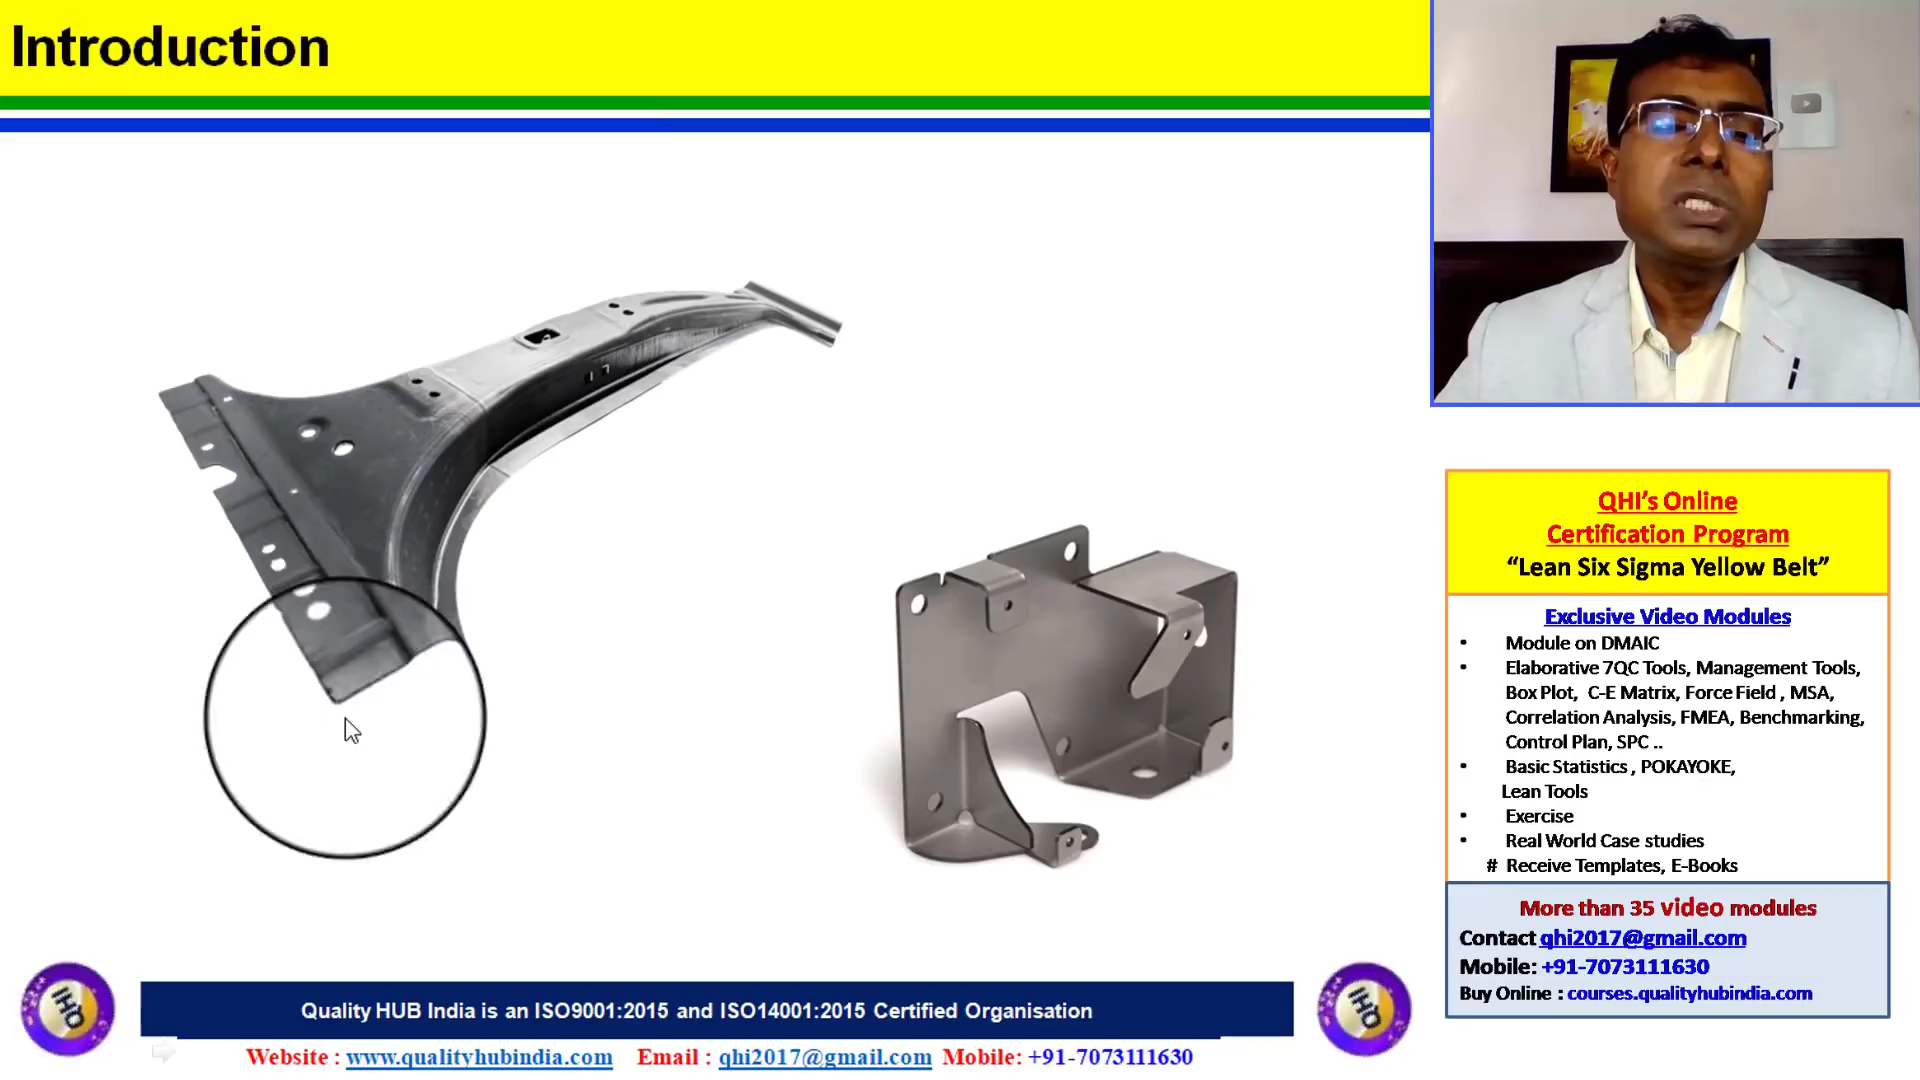 Introduction
QHI’s Online
Certification Program
“Lean Six Sigma Yellow Belt”
Exclusive Video Modules
• Module on DMAIC
• Elaborative 7QC Tools, Management Tools,
Box Plot, C-E Matrix, Force Field , MSA,
Correlation Analysis, FMEA, Benchmarking,
Control Plan, SPC ..
• Basic Statistics , POKAYOKE,
Lean Tools
• Exercise
• Real World Case studies
# Receive Templates, E-Books
More than 35 video modules
Contact qhi2017@gmail.com
Mobile: +91-7073111630
Buy Online : courses.qualityhubindia.com
QHI
Quality HUB India is an ISO9001:2015 and ISO14001:2015 Certified Organisation
QHI
Website : www.qualityhubindia.com Email : qhi2017@gmail.com Mobile: +91-7073111630